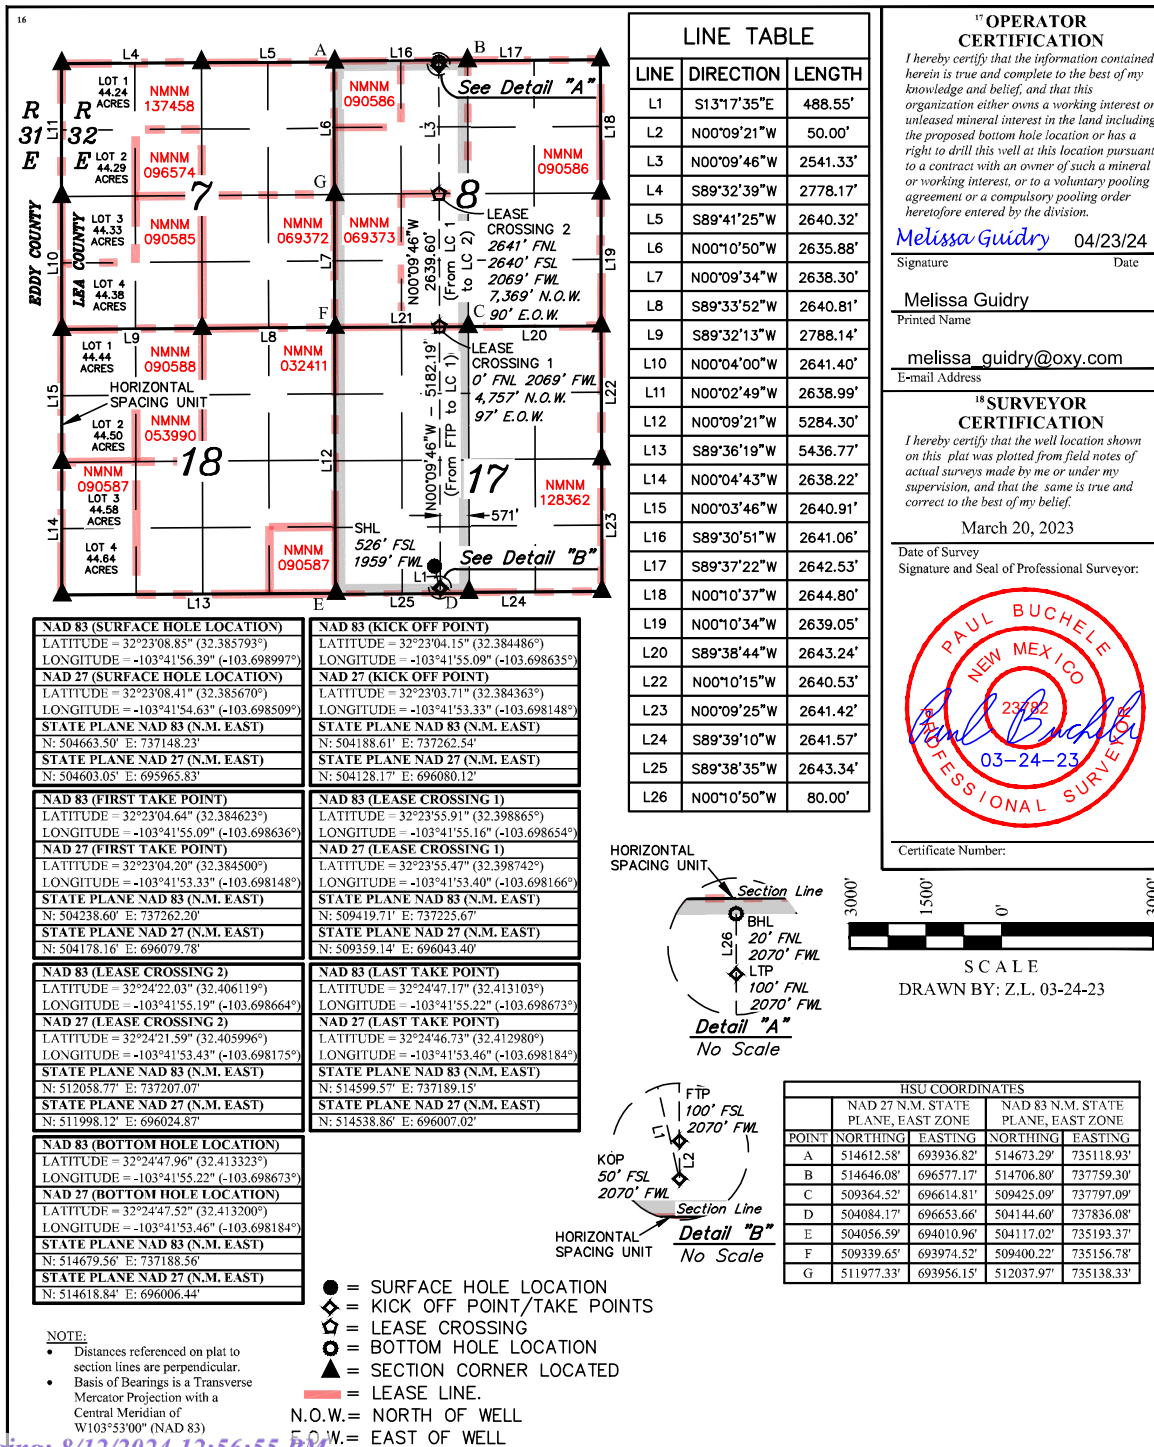 16
R 31 E
R 32 E
EDDY COUNTY
LEA COUNTY
L4
L5
A
L16
B
L17
LOT 1
44.24
ACRES
NMNM
137458
NMNM
090586
See Detail "A"
L11
L6
L3
L18
LOT 2
44.29
ACRES
NMNM
096574
7
G
8
NMNM
090586
LOT 3
44.33
ACRES
NMNM
090585
NMNM
069372
NMNM
069373
N00°09'46"W
2639.60'
(From LC 1
to LC 2)
LEASE
CROSSING 2
2641' FNL
2640' FSL
2069' FWL
7,369' N.O.W.
90' E.O.W.
L10
L7
L19
LOT 4
44.38
ACRES
F
C
L9
L8
L21
L20
LOT 1
44.44
ACRES
NMNM
090588
NMNM
032411
LEASE
CROSSING 1
0' FNL 2069' FWL
4,757' N.O.W.
97' E.O.W.
HORIZONTAL
SPACING UNIT
L15
L22
LOT 2
44.50
ACRES
NMNM
053990
N00°09'46"W – 5182.19'
(From FTP to LC 1)
18
L12
17
NMNM
090587
LOT 3
44.58
ACRES
NMNM
128362
571'
L14
L23
SHL
526' FSL
1959' FWL
LOT 4
44.64
ACRES
NMNM
090587
See Detail "B"
L1
L13
E
L25
D
L24
LINE TABLE
LINE DIRECTION LENGTH
L1 S13°17'35"E 488.55'
L2 N00°09'21"W 50.00'
L3 N00°09'46"W 2541.33'
L4 S89°32'39"W 2778.17'
L5 S89°41'25"W 2640.32'
L6 N00°10'50"W 2635.88'
L7 N00°09'34"W 2638.30'
L8 S89°33'52"W 2640.81'
L9 S89°32'13"W 2788.14'
L10 N00°04'00"W 2641.40'
L11 N00°02'49"W 2638.99'
L12 N00°09'21"W 5284.30'
L13 S89°36'19"W 5436.77'
L14 N00°04'43"W 2638.22'
L15 N00°03'46"W 2640.91'
L16 S89°30'51"W 2641.06'
L17 S89°37'22"W 2642.53'
L18 N00°10'37"W 2644.80'
L19 N00°10'34"W 2639.05'
L20 S89°38'44"W 2643.24'
L22 N00°10'15"W 2640.53'
L23 N00°09'25"W 2641.42'
L24 S89°39'10"W 2641.57'
L25 S89°38'35"W 2643.34'
L26 N00°10'50"W 80.00'
17 OPERATOR
CERTIFICATION
I hereby certify that the information contained
herein is true and complete to the best of my
knowledge and belief, and that this
organization either owns a working interest or
unleased mineral interest in the land including
the proposed bottom hole location or has a
right to drill this well at this location pursuant
to a contract with an owner of such a mineral
or working interest, or to a voluntary pooling
agreement or a compulsory pooling order
heretofore entered by the division.
Melissa Guidry 04/23/24
Signature Date
Melissa Guidry
Printed Name
melissa_guidry@oxy.com
E-mail Address
18 SURVEYOR
CERTIFICATION
I hereby certify that the well location shown
on this plat was plotted from field notes of
actual surveys made by me or under my
supervision, and that the same is true and
correct to the best of my belief.
March 20, 2023
Date of Survey
Signature and Seal of Professional Surveyor:
PAUL BUCHELE
NEW MEXICO
23782
Paul Buchele
03-24-23
PROFESSIONAL SURVEYOR
Certificate Number:
NAD 83 (SURFACE HOLE LOCATION)
LATITUDE = 32°23'08.85" (32.385793°)
LONGITUDE = -103°41'56.39" (-103.698997°)
NAD 27 (SURFACE HOLE LOCATION)
LATITUDE = 32°23'08.41" (32.385670°)
LONGITUDE = -103°41'54.63" (-103.698509°)
STATE PLANE NAD 83 (N.M. EAST)
N: 504663.50' E: 737148.23'
STATE PLANE NAD 27 (N.M. EAST)
N: 504603.05' E: 695965.83'
NAD 83 (KICK OFF POINT)
LATITUDE = 32°23'04.15" (32.384486°)
LONGITUDE = -103°41'55.09" (-103.698635°)
NAD 27 (KICK OFF POINT)
LATITUDE = 32°23'03.71" (32.384363°)
LONGITUDE = -103°41'53.33" (-103.698148°)
STATE PLANE NAD 83 (N.M. EAST)
N: 504188.61' E: 737262.54'
STATE PLANE NAD 27 (N.M. EAST)
N: 504128.17' E: 696080.12'
NAD 83 (FIRST TAKE POINT)
LATITUDE = 32°23'04.64" (32.384623°)
LONGITUDE = -103°41'55.09" (-103.698636°)
NAD 27 (FIRST TAKE POINT)
LATITUDE = 32°23'04.20" (32.384500°)
LONGITUDE = -103°41'53.33" (-103.698148°)
STATE PLANE NAD 83 (N.M. EAST)
N: 504238.60' E: 737262.20'
STATE PLANE NAD 27 (N.M. EAST)
N: 504178.16' E: 696079.78'
NAD 83 (LEASE CROSSING 1)
LATITUDE = 32°23'55.91" (32.398865°)
LONGITUDE = -103°41'55.16" (-103.698654°)
NAD 27 (LEASE CROSSING 1)
LATITUDE = 32°23'55.47" (32.398742°)
LONGITUDE = -103°41'53.40" (-103.698166°)
STATE PLANE NAD 83 (N.M. EAST)
N: 509419.71' E: 737225.67'
STATE PLANE NAD 27 (N.M. EAST)
N: 509359.14' E: 696043.40'
NAD 83 (LEASE CROSSING 2)
LATITUDE = 32°24'22.03" (32.406119°)
LONGITUDE = -103°41'55.19" (-103.698664°)
NAD 27 (LEASE CROSSING 2)
LATITUDE = 32°24'21.59" (32.405996°)
LONGITUDE = -103°41'53.43" (-103.698175°)
STATE PLANE NAD 83 (N.M. EAST)
N: 512058.77' E: 737207.07'
STATE PLANE NAD 27 (N.M. EAST)
N: 511998.12' E: 696024.87'
NAD 83 (LAST TAKE POINT)
LATITUDE = 32°24'47.17" (32.413103°)
LONGITUDE = -103°41'55.22" (-103.698673°)
NAD 27 (LAST TAKE POINT)
LATITUDE = 32°24'46.73" (32.412980°)
LONGITUDE = -103°41'53.46" (-103.698184°)
STATE PLANE NAD 83 (N.M. EAST)
N: 514599.57' E: 737189.15'
STATE PLANE NAD 27 (N.M. EAST)
N: 514538.86' E: 696007.02'
NAD 83 (BOTTOM HOLE LOCATION)
LATITUDE = 32°24'47.96" (32.413323°)
LONGITUDE = -103°41'55.22" (-103.698673°)
NAD 27 (BOTTOM HOLE LOCATION)
LATITUDE = 32°24'47.52" (32.413200°)
LONGITUDE = -103°41'53.46" (-103.698184°)
STATE PLANE NAD 83 (N.M. EAST)
N: 514679.56' E: 737188.56'
STATE PLANE NAD 27 (N.M. EAST)
N: 514618.84' E: 696006.44'
HORIZONTAL
SPACING UNIT
Section Line
BHL
20' FNL
2070' FWL
L26
LTP
100' FNL
2070' FWL
Detail "A"
No Scale
3000'
1500'
0'
3000'
SCALE
DRAWN BY: Z.L. 03-24-23
FTP
100' FSL
2070' FWL
L1
L2
KOP
50' FSL
2070' FWL
Section Line
HORIZONTAL
SPACING UNIT
Detail "B"
No Scale
HSU COORDINATES
NAD 27 N.M. STATE
PLANE, EAST ZONE
NAD 83 N.M. STATE
PLANE, EAST ZONE
POINT NORTHING EASTING NORTHING EASTING
A 514612.58' 693936.82' 514673.29' 735118.93'
B 514646.08' 696577.17' 514706.80' 737759.30'
C 509364.52' 696614.81' 509425.09' 737797.09'
D 504084.17' 696653.66' 504144.60' 737836.08'
E 504056.59' 694010.96' 504117.02' 735193.37'
F 509339.65' 693974.52' 509400.22' 735156.78'
G 511977.33' 693956.15' 512037.97' 735138.33'
= SURFACE HOLE LOCATION
= KICK OFF POINT/TAKE POINTS
= LEASE CROSSING
= BOTTOM HOLE LOCATION
= SECTION CORNER LOCATED
= LEASE LINE.
N.O.W.= NORTH OF WELL
E.O.W.= EAST OF WELL
NOTE:
• Distances referenced on plat to
section lines are perpendicular.
• Basis of Bearings is a Transverse
Mercator Projection with a
Central Meridian of
W103°53'00" (NAD 83)
8/12/2024 12:56:55 PM